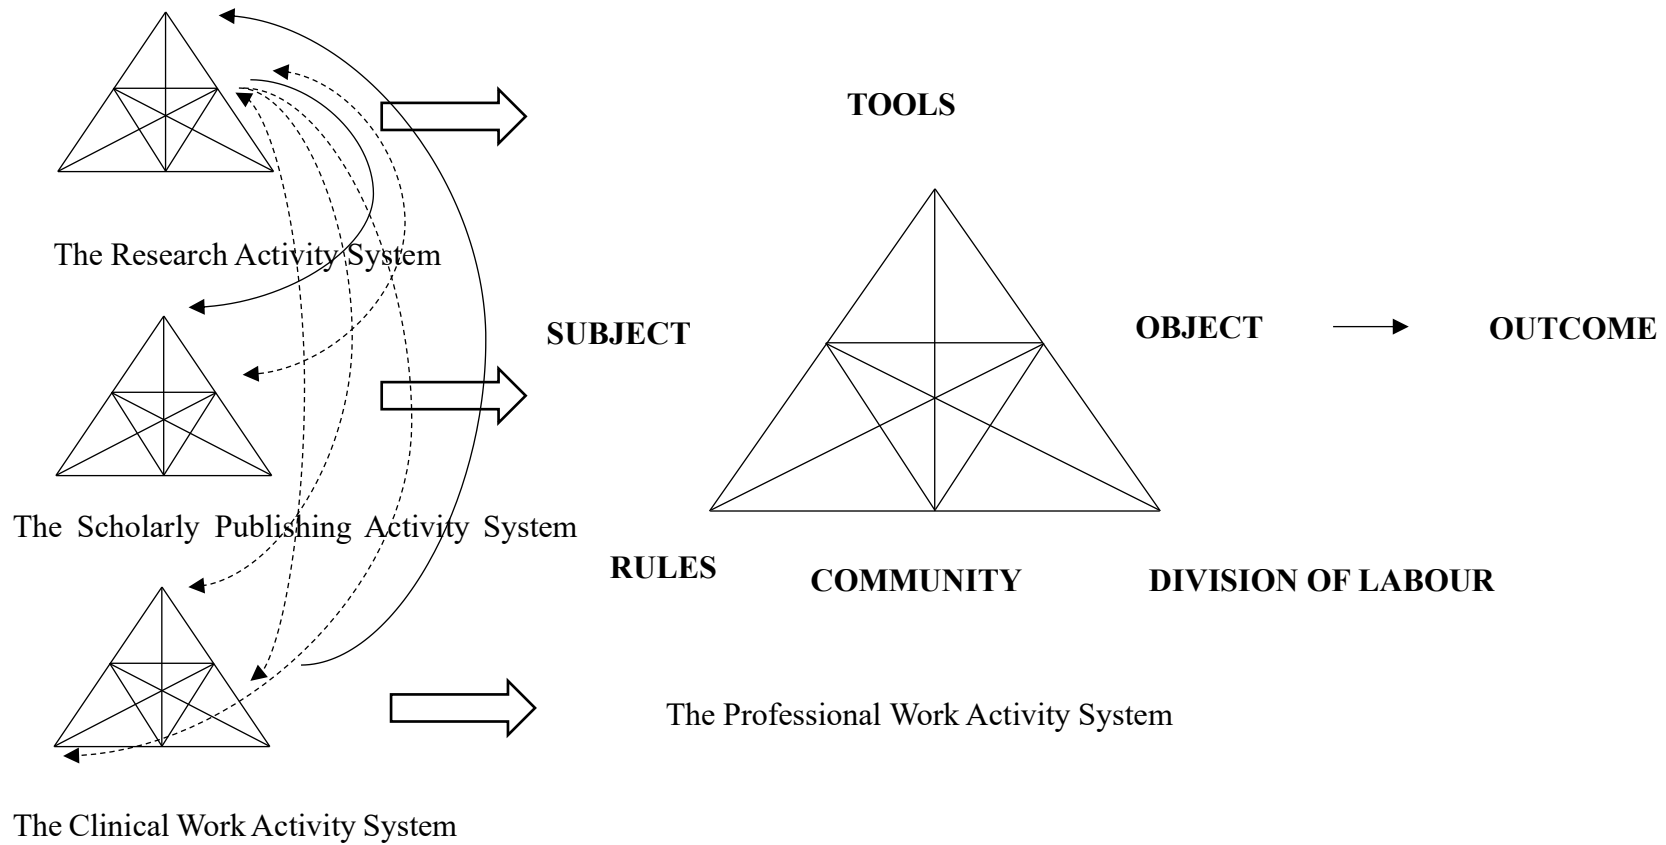 TOOLS
The Research Activity System
SUBJECT
OBJECT
OUTCOME
The Scholarly Publishing Activity System
RULES
COMMUNITY
DIVISION OF LABOUR
The Professional Work Activity System
The Clinical Work Activity System